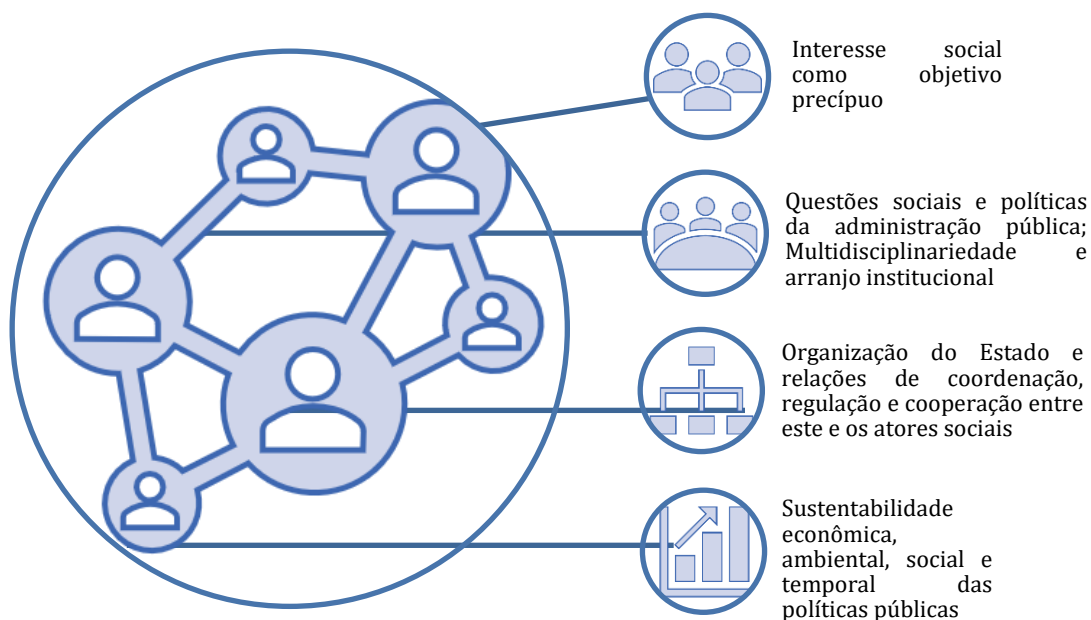 Interesse social
como objetivo
precípuo
Questões sociais e políticas
da administração pública;
Multidisciplinariedade e
arranjo institucional
Organização do Estado e
relações de coordenação,
regulação e cooperação entre
este e os atores sociais
Sustentabilidade
econômica,
ambiental, social e
temporal das
políticas públicas